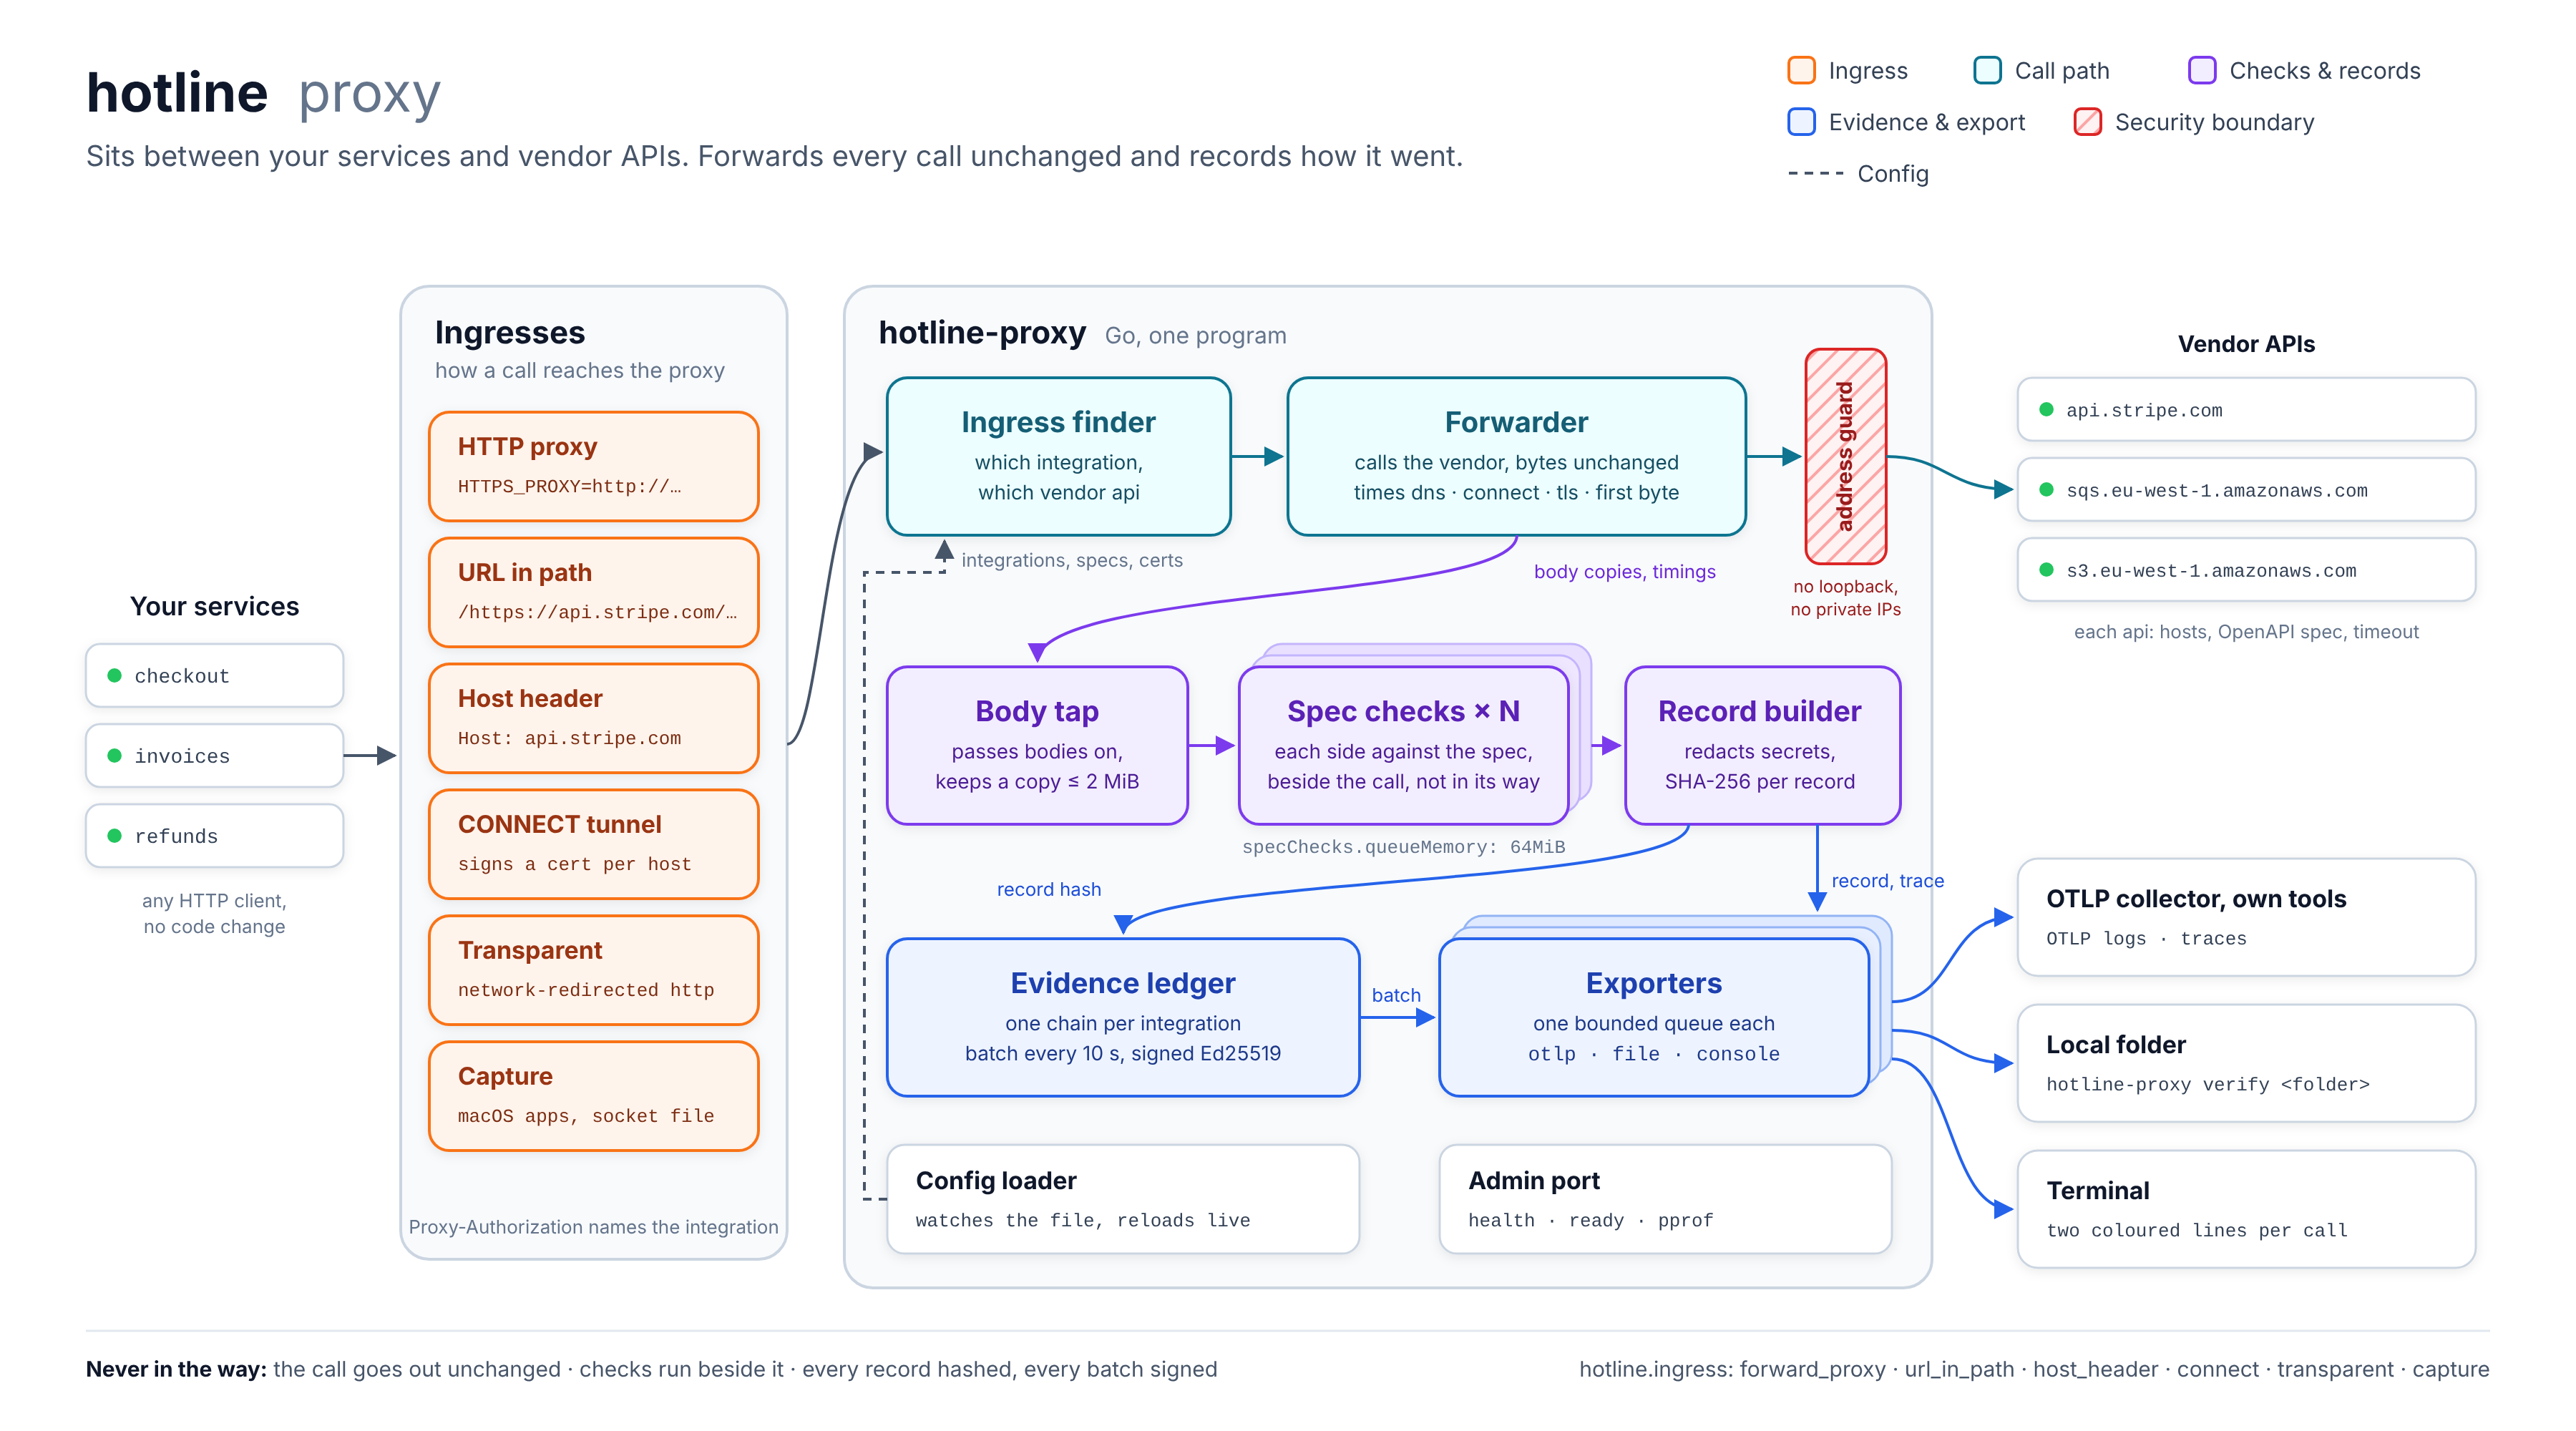 hotline proxy
Sits between your services and vendor APIs. Forwards every call unchanged and records how it went.
Ingress
Call path
Checks & records
Evidence & export
Security boundary
Config
Your services
checkout
invoices
refunds
any HTTP client,
no code change
Ingresses
how a call reaches the proxy
HTTP proxy
HTTPS_PROXY=http://…
URL in path
/https://api.stripe.com/…
Host header
Host: api.stripe.com
CONNECT tunnel
signs a cert per host
Transparent
network-redirected http
Capture
macOS apps, socket file
Proxy-Authorization names the integration
hotline-proxy Go, one program
Ingress finder
which integration,
which vendor api
Forwarder
calls the vendor, bytes unchanged
times dns · connect · tls · first byte
address guard
no loopback,
no private IPs
integrations, specs, certs
body copies, timings
Body tap
passes bodies on,
keeps a copy ≤ 2 MiB
Spec checks × N
each side against the spec,
beside the call, not in its way
specChecks.queueMemory: 64MiB
Record builder
redacts secrets,
SHA-256 per record
record hash
record, trace
Evidence ledger
one chain per integration
batch every 10 s, signed Ed25519
batch
Exporters
one bounded queue each
otlp · file · console
Config loader
watches the file, reloads live
Admin port
health · ready · pprof
Vendor APIs
api.stripe.com
sqs.eu-west-1.amazonaws.com
s3.eu-west-1.amazonaws.com
each api: hosts, OpenAPI spec, timeout
OTLP collector, own tools
OTLP logs · traces
Local folder
hotline-proxy verify <folder>
Terminal
two coloured lines per call
Never in the way: the call goes out unchanged · checks run beside it · every record hashed, every batch signed
hotline.ingress: forward_proxy · url_in_path · host_header · connect · transparent · capture